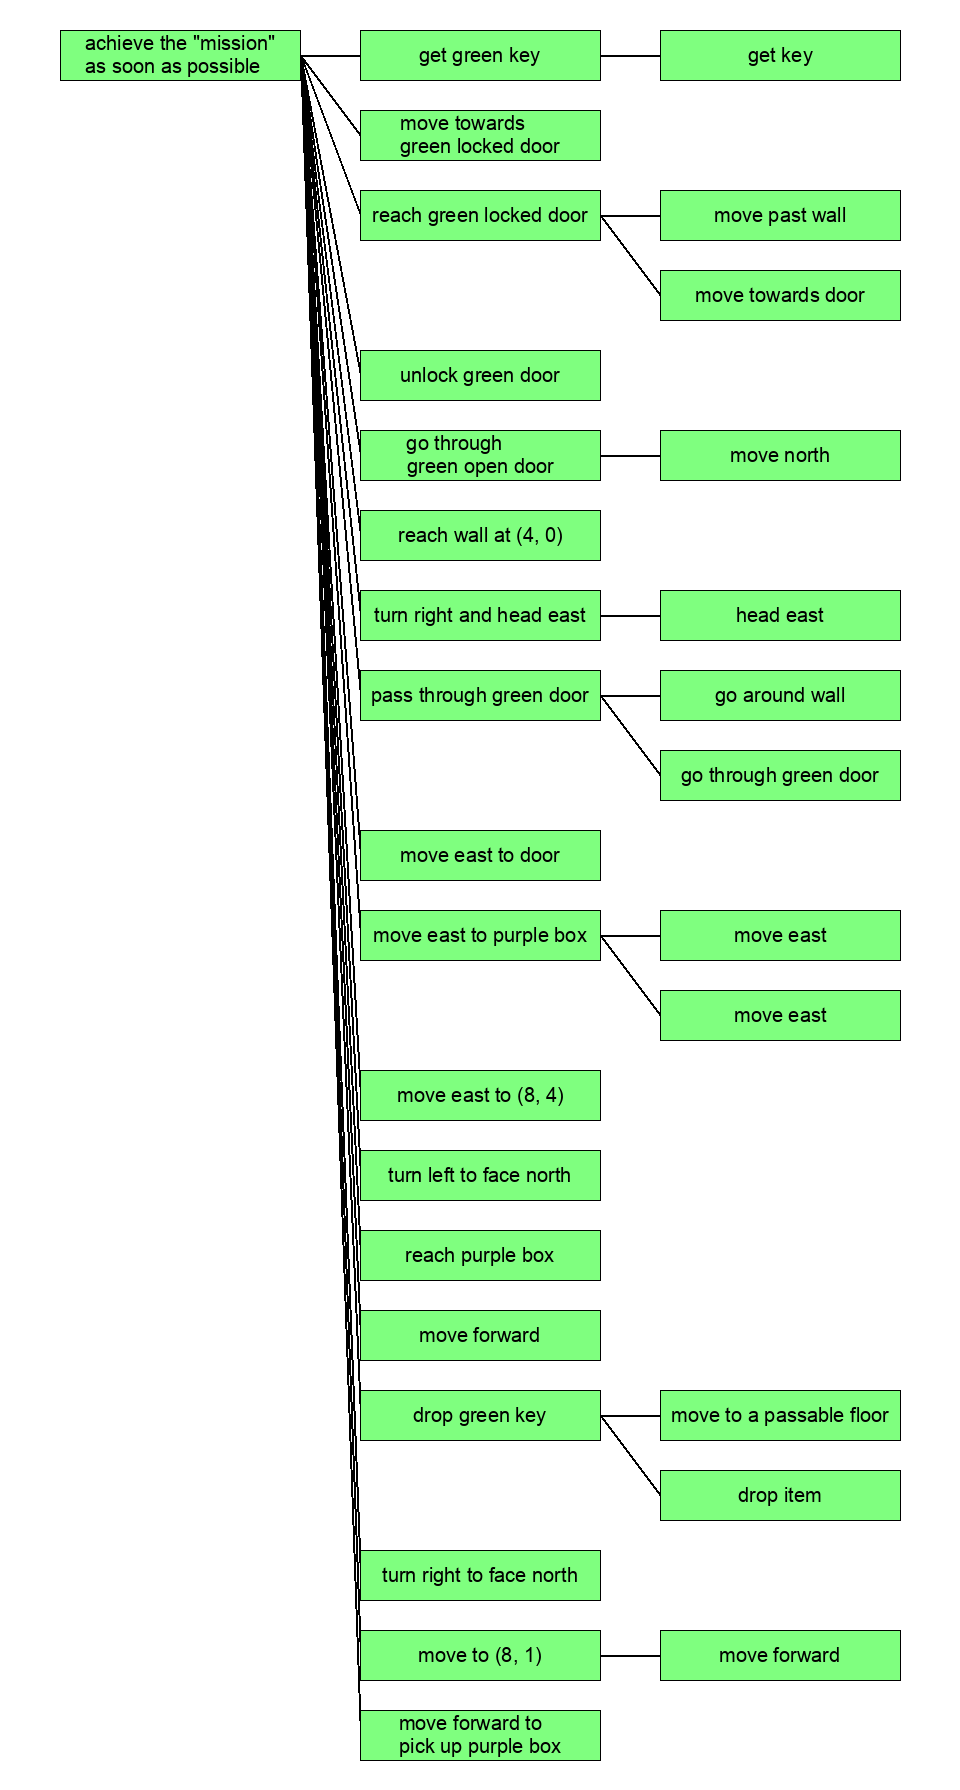 achieve the "mission"
as soon as possible
get green key
get key
move towards
green locked door
reach green locked door
move past wall
move towards door
unlock green door
go through
green open door
move north
reach wall at (4, 0)
turn right and head east
head east
pass through green door
go around wall
go through green door
move east to door
move east to purple box
move east
move east
move east to (8, 4)
turn left to face north
reach purple box
move forward
drop green key
move to a passable floor
drop item
turn right to face north
move to (8, 1)
move forward
move forward to
pick up purple box